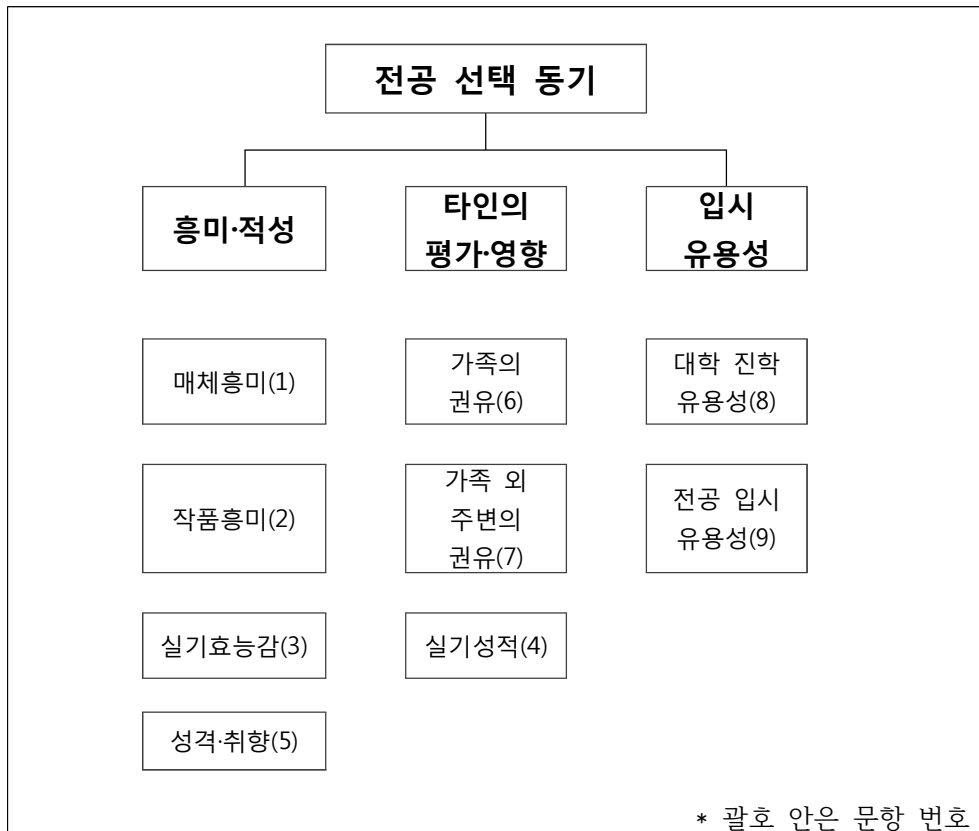 전공 선택 동기
흥미·적성
타인의
평가·영향
입시
유용성
매체흥미(1)
가족의
권유(6)
대학 진학
유용성(8)
작품흥미(2)
가족 외
주변의
권유(7)
전공 입시
유용성(9)
실기효능감(3)
실기성적(4)
성격·취향(5)
* 괄호 안은 문항 번호